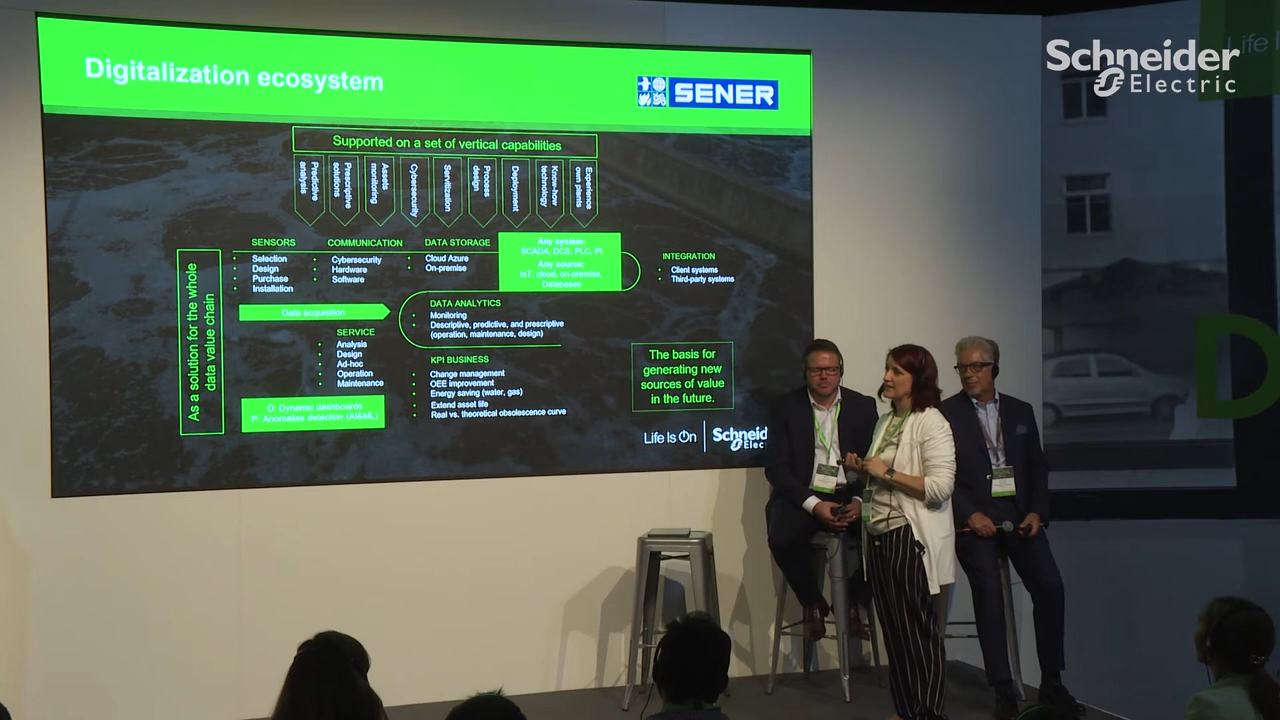 Schneider
Electric
Life I
D
Digitalization ecosystem
SENER
Supported on a set of vertical capabilities
Predictive
analysis
Prescriptive
solutions
Assets
monitoring
Cybersecurity
Servitization
Process
design
Deployment
Know-how
technology
Experience
own plants
As a solution for the whole
data value chain
SENSORS
Selection
Design
Purchase
Installation
COMMUNICATION
Cybersecurity
Hardware
Software
DATA STORAGE
Cloud Azure
On-premise
Any system:
SCADA, DCS, PLC, PI
Any source:
IoT, cloud, on-premise,
Databases
INTEGRATION
Client systems
Third-party systems
Data acquisition
DATA ANALYTICS
Monitoring
Descriptive, predictive, and prescriptive
(operation, maintenance, design)
SERVICE
Analysis
Design
Ad-hoc
Operation
Maintenance
KPI BUSINESS
Change management
OEE improvement
Energy saving (water, gas)
Extend asset life
Real vs. theoretical obsolescence curve
D: Dynamic dashboards
P: Anomalies detection (AI&ML)
The basis for
generating new
sources of value
in the future.
Life Is On
Schneid
Elec